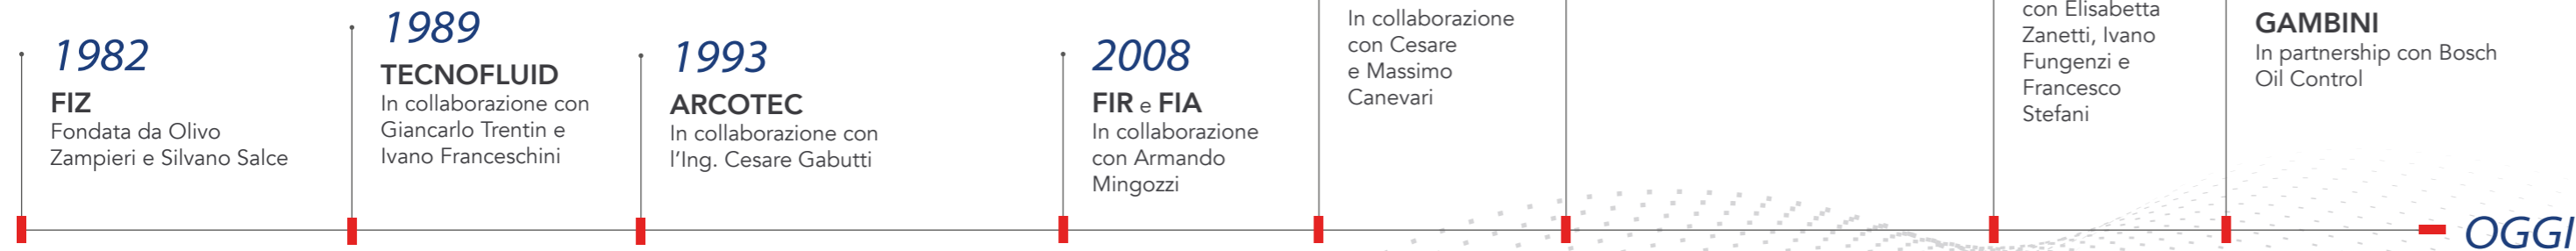 1982
FIZ
Fondata da Olivo
Zampieri e Silvano Salce
1989
TECNOFLUID
In collaborazione con
Giancarlo Trentin e
Ivano Franceschini
1993
ARCOTEC
In collaborazione con
l'Ing. Cesare Gabutti
2008
FIR e FIA
In collaborazione
con Armando
Mingozzi
In collaborazione
con Cesare
e Massimo
Canevari
con Elisabetta
Zanetti, Ivano
Fungenzi e
Francesco
Stefani
GAMBINI
In partnership con Bosch
Oil Control
OGGI